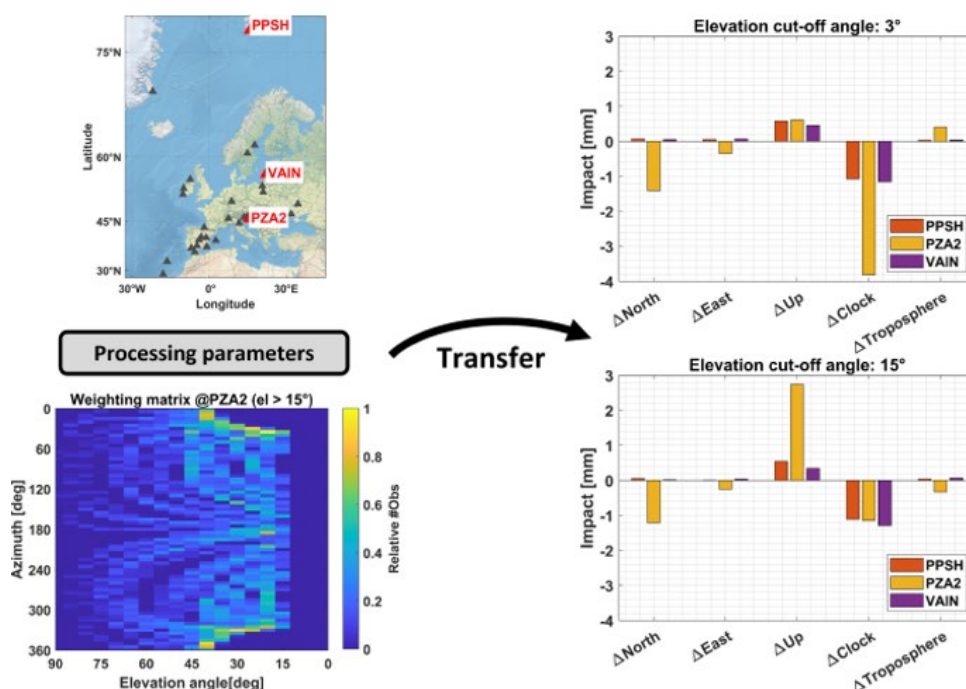 PPSH
VAIN
PZA2
75°N
60°N
45°N
30°N
Latitude
30°W
0°
30°E
Longitude
Processing parameters
Transfer
Weighting matrix @PZA2 (el > 15°)
0
60
120
180
240
300
360
Azimuth [deg]
90
75
60
45
30
15
0
Elevation angle[deg]
1
0.8
0.6
0.4
0.2
0
Relative #Obs
Elevation cut-off angle: 3°
3
2
1
0
-1
-2
-3
-4
Impact [mm]
PPSH
PZA2
VAIN
ΔNorth
ΔEast
ΔUp
ΔClock
ΔTroposphere
Elevation cut-off angle: 15°
3
2
1
0
-1
-2
-3
-4
Impact [mm]
PPSH
PZA2
VAIN
ΔNorth
ΔEast
ΔUp
ΔClock
ΔTroposphere